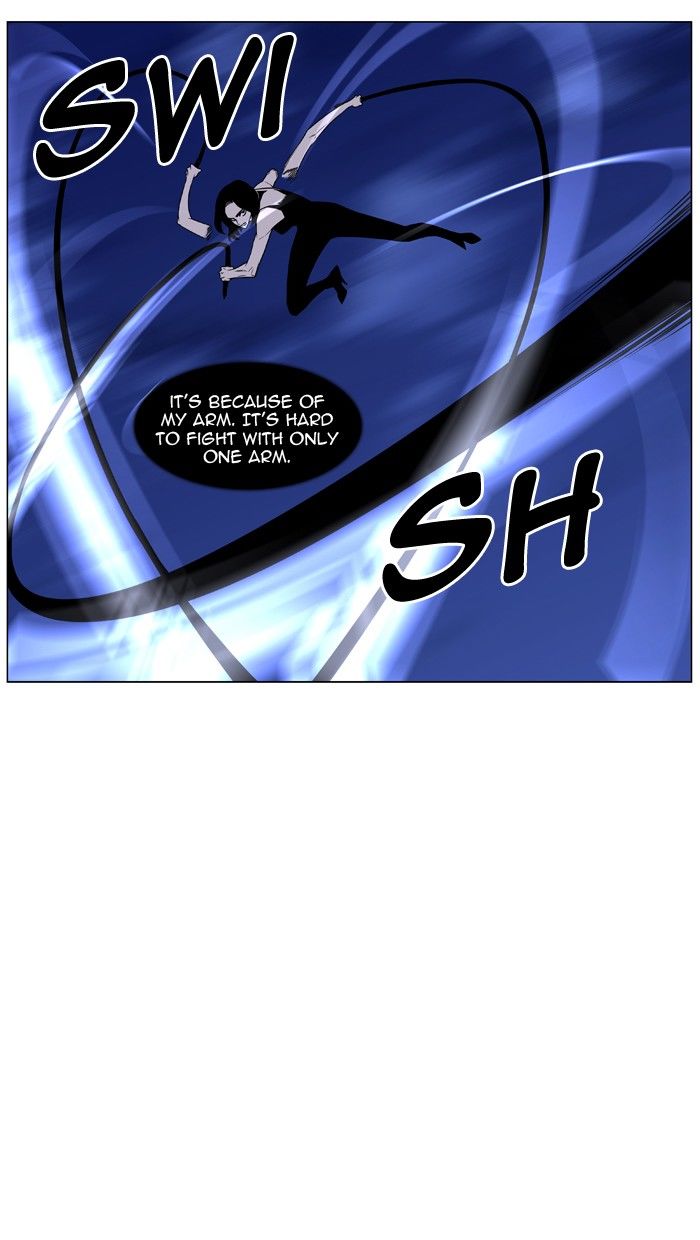 SWI
IT'S BECAUSE OF
MY ARM. IT'S HARD
TO FIGHT WITH ONLY
ONE ARM.
SH